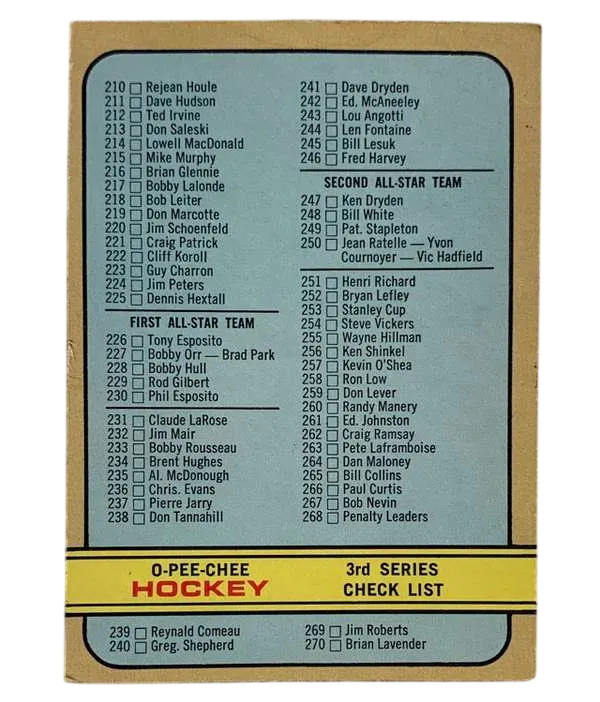 210 Rejean Houle
211 Dave Hudson
212 Ted Irvine
213 Don Saleski
214 Lowell MacDonald
215 Mike Murphy
216 Brian Glennie
217 Bobby Lalonde
218 Bob Leiter
219 Don Marcotte
220 Jim Schoenfeld
221 Craig Patrick
222 Cliff Koroll
223 Guy Charron
224 Jim Peters
225 Dennis Hextall
FIRST ALL-STAR TEAM
226 Tony Esposito
227 Bobby Orr — Brad Park
228 Bobby Hull
229 Rod Gilbert
230 Phil Esposito
231 Claude LaRose
232 Jim Mair
233 Bobby Rousseau
234 Brent Hughes
235 Al. McDonough
236 Chris. Evans
237 Pierre Jarry
238 Don Tannahill
241 Dave Dryden
242 Ed. McAneeley
243 Lou Angotti
244 Len Fontaine
245 Bill Lesuk
246 Fred Harvey
SECOND ALL-STAR TEAM
247 Ken Dryden
248 Bill White
249 Pat. Stapleton
250 Jean Ratelle — Yvon
Cournoyer — Vic Hadfield
251 Henri Richard
252 Bryan Lefley
253 Stanley Cup
254 Steve Vickers
255 Wayne Hillman
256 Ken Shinkel
257 Kevin O'Shea
258 Ron Low
259 Don Lever
260 Randy Manery
261 Ed. Johnston
262 Craig Ramsay
263 Pete Laframboise
264 Dan Maloney
265 Bill Collins
266 Paul Curtis
267 Bob Nevin
268 Penalty Leaders
O-PEE-CHEE
HOCKEY
3rd SERIES
CHECK LIST
239 Reynald Comeau
240 Greg. Shepherd
269 Jim Roberts
270 Brian Lavender